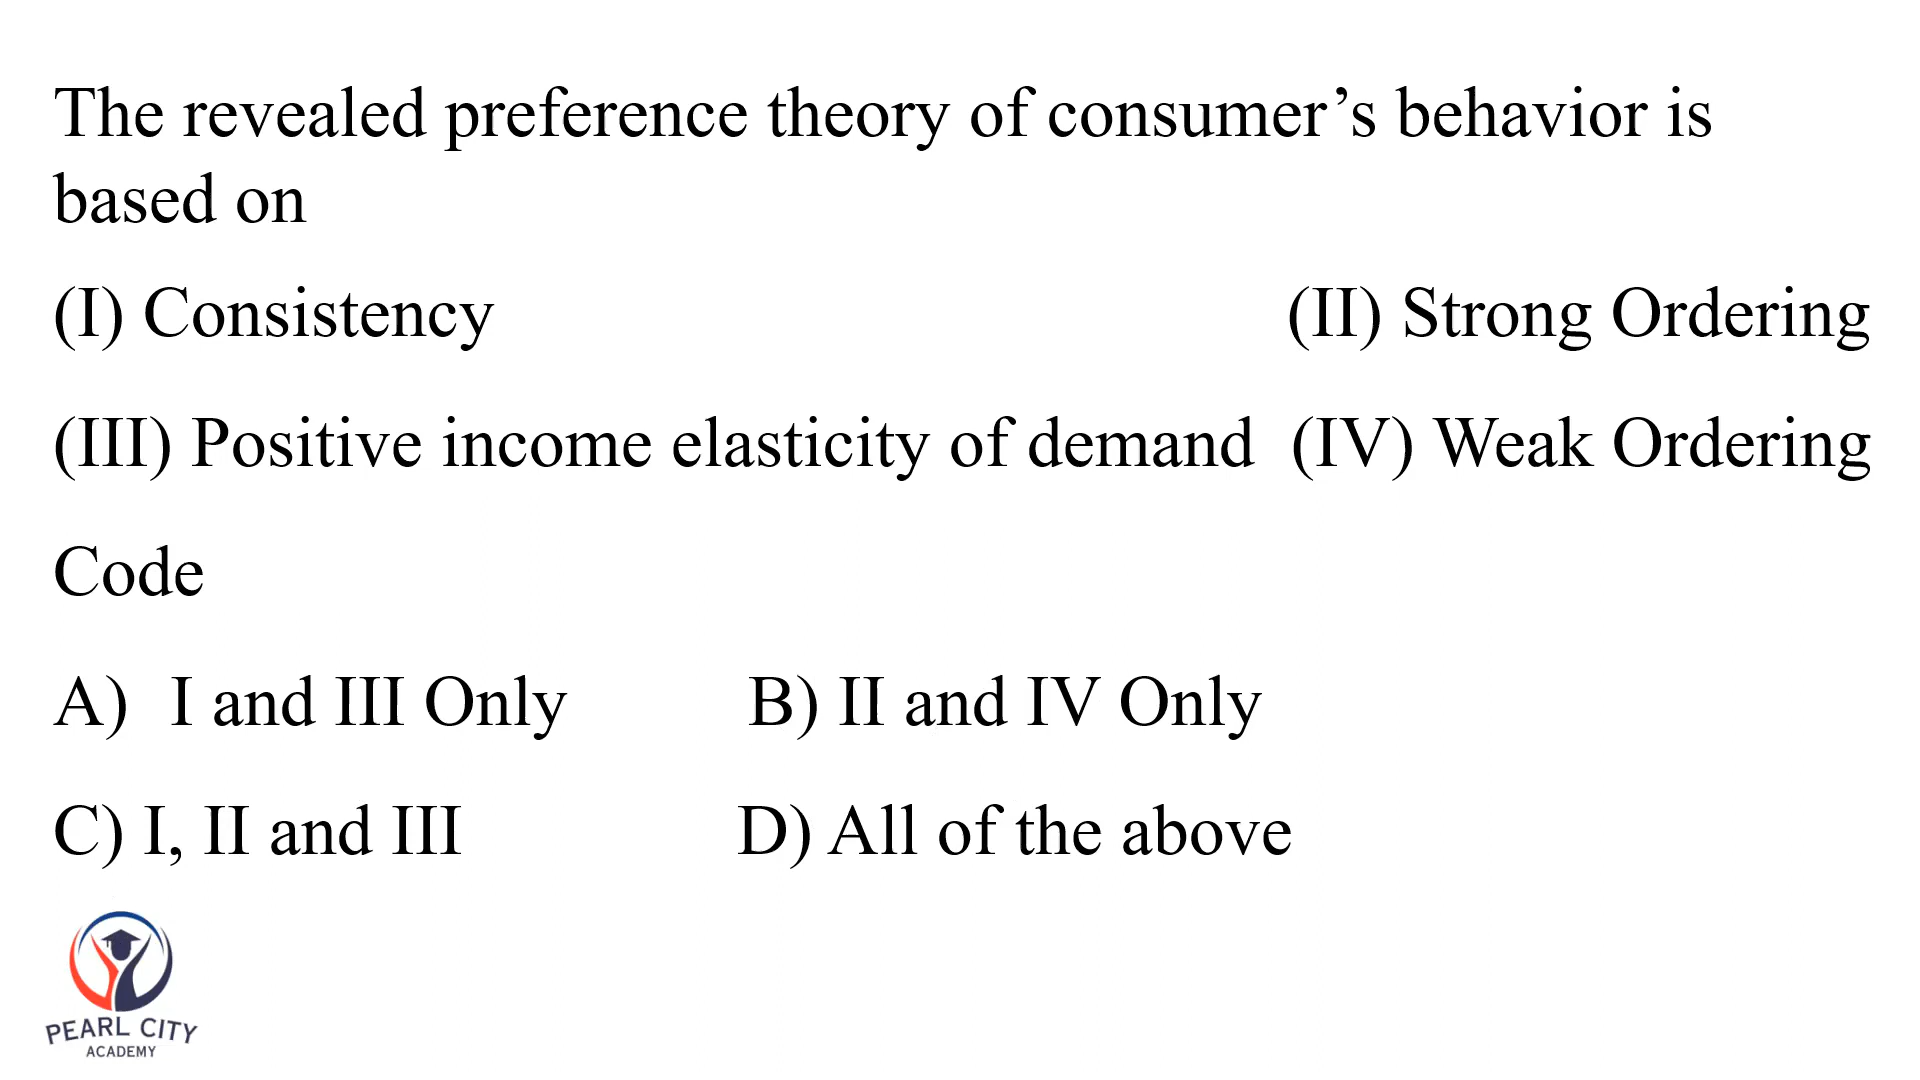 The revealed preference theory of consumer’s behavior is
based on
(I) Consistency (II) Strong Ordering
(III) Positive income elasticity of demand (IV) Weak Ordering
Code
A) I and III Only B) II and IV Only
C) I, II and III D) All of the above
PEARL CITY
ACADEMY